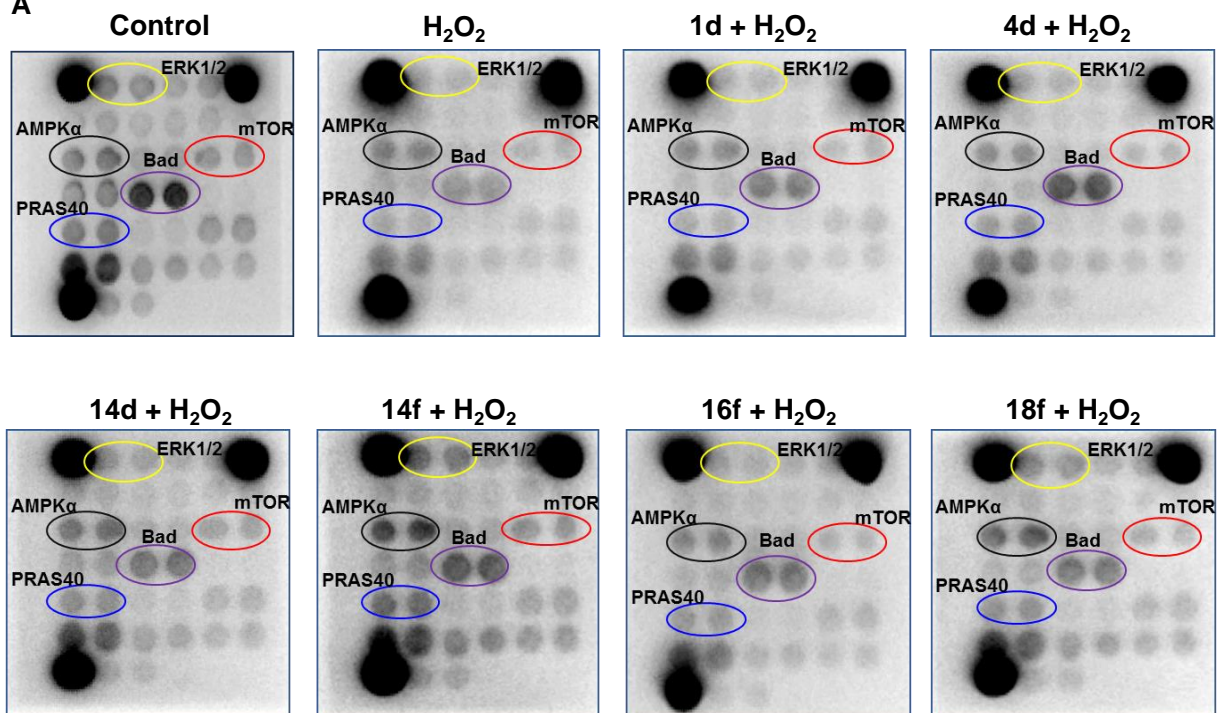 A
Control
H₂O₂
1d + H₂O₂
4d + H₂O₂
ERK1/2
AMPKα
mTOR
Bad
PRAS40
ERK1/2
AMPKα
mTOR
Bad
PRAS40
ERK1/2
AMPKα
mTOR
Bad
PRAS40
ERK1/2
AMPKα
mTOR
Bad
PRAS40
14d + H₂O₂
14f + H₂O₂
16f + H₂O₂
18f + H₂O₂
ERK1/2
AMPKα
mTOR
Bad
PRAS40
ERK1/2
AMPKα
mTOR
Bad
PRAS40
ERK1/2
AMPKα
mTOR
Bad
PRAS40
ERK1/2
AMPKα
mTOR
Bad
PRAS40